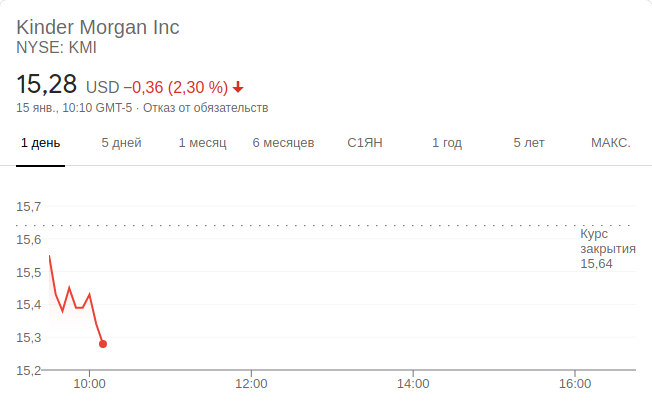 Kinder Morgan Inc
NYSE: KMI
15,28 USD −0,36 (2,30 %)
15 янв., 10:10 GMT-5 · Отказ от обязательств
1 день 5 дней 1 месяц 6 месяцев С1ЯН 1 год 5 лет МАКС.
15,7
15,6
15,5
15,4
15,3
15,2
Курс
закрытия
15,64
10:00 12:00 14:00 16:00